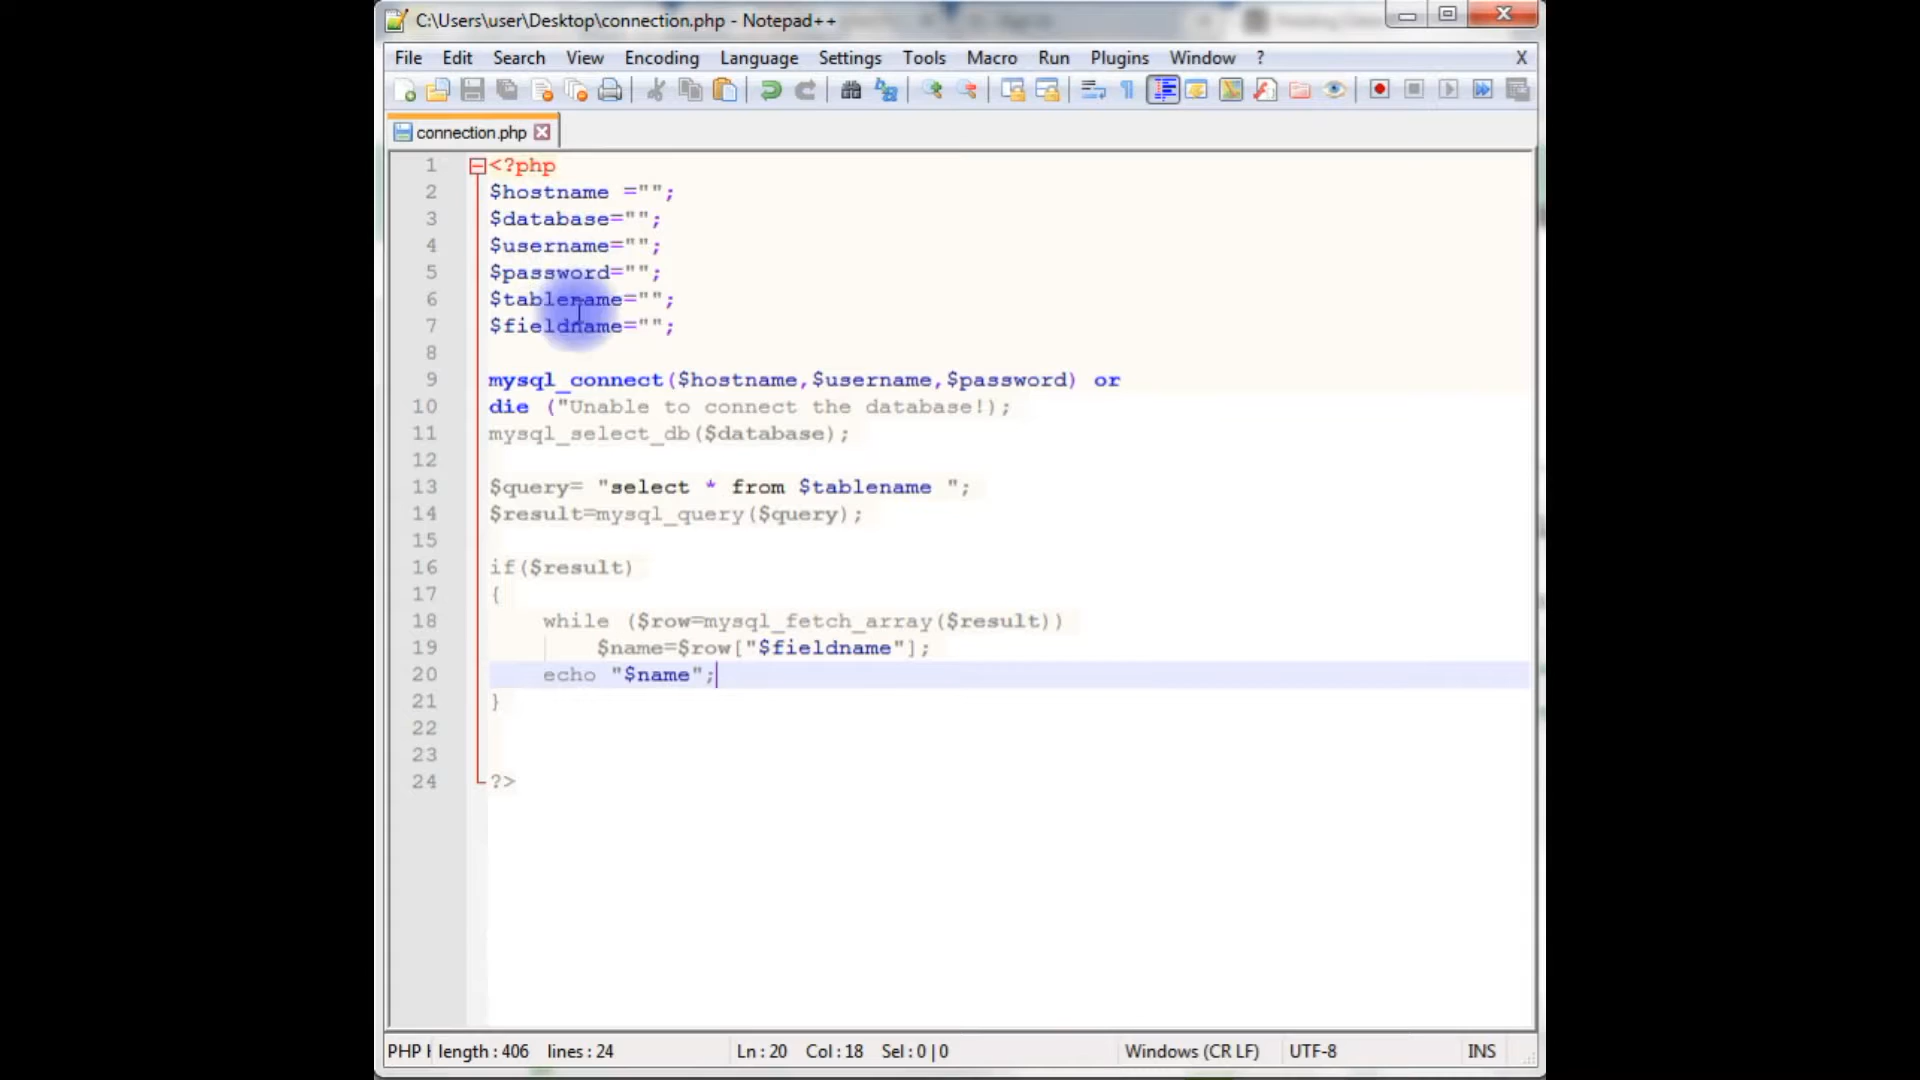 C:\Users\user\Desktop\connection.php - Notepad++
File Edit Search View Encoding Language Settings Tools Macro Run Plugins Window ? X
connection.php
1 <?php
2 $hostname ="";
3 $database="";
4 $username="";
5 $password="";
6 $tablename="";
7 $fieldname="";
8
9 mysql_connect($hostname,$username,$password) or
10 die ("Unable to connect the database!);
11 mysql_select_db($database);
12
13 $query= "select * from $tablename ";
14 $result=mysql_query($query);
15
16 if($result)
17 {
18 while ($row=mysql_fetch_array($result))
19 $name=$row["$fieldname"];
20 echo "$name";
21 }
22
23
24 ?>
PHP length : 406 lines : 24 Ln : 20 Col : 18 Sel : 0 | 0 Windows (CR LF) UTF-8 INS